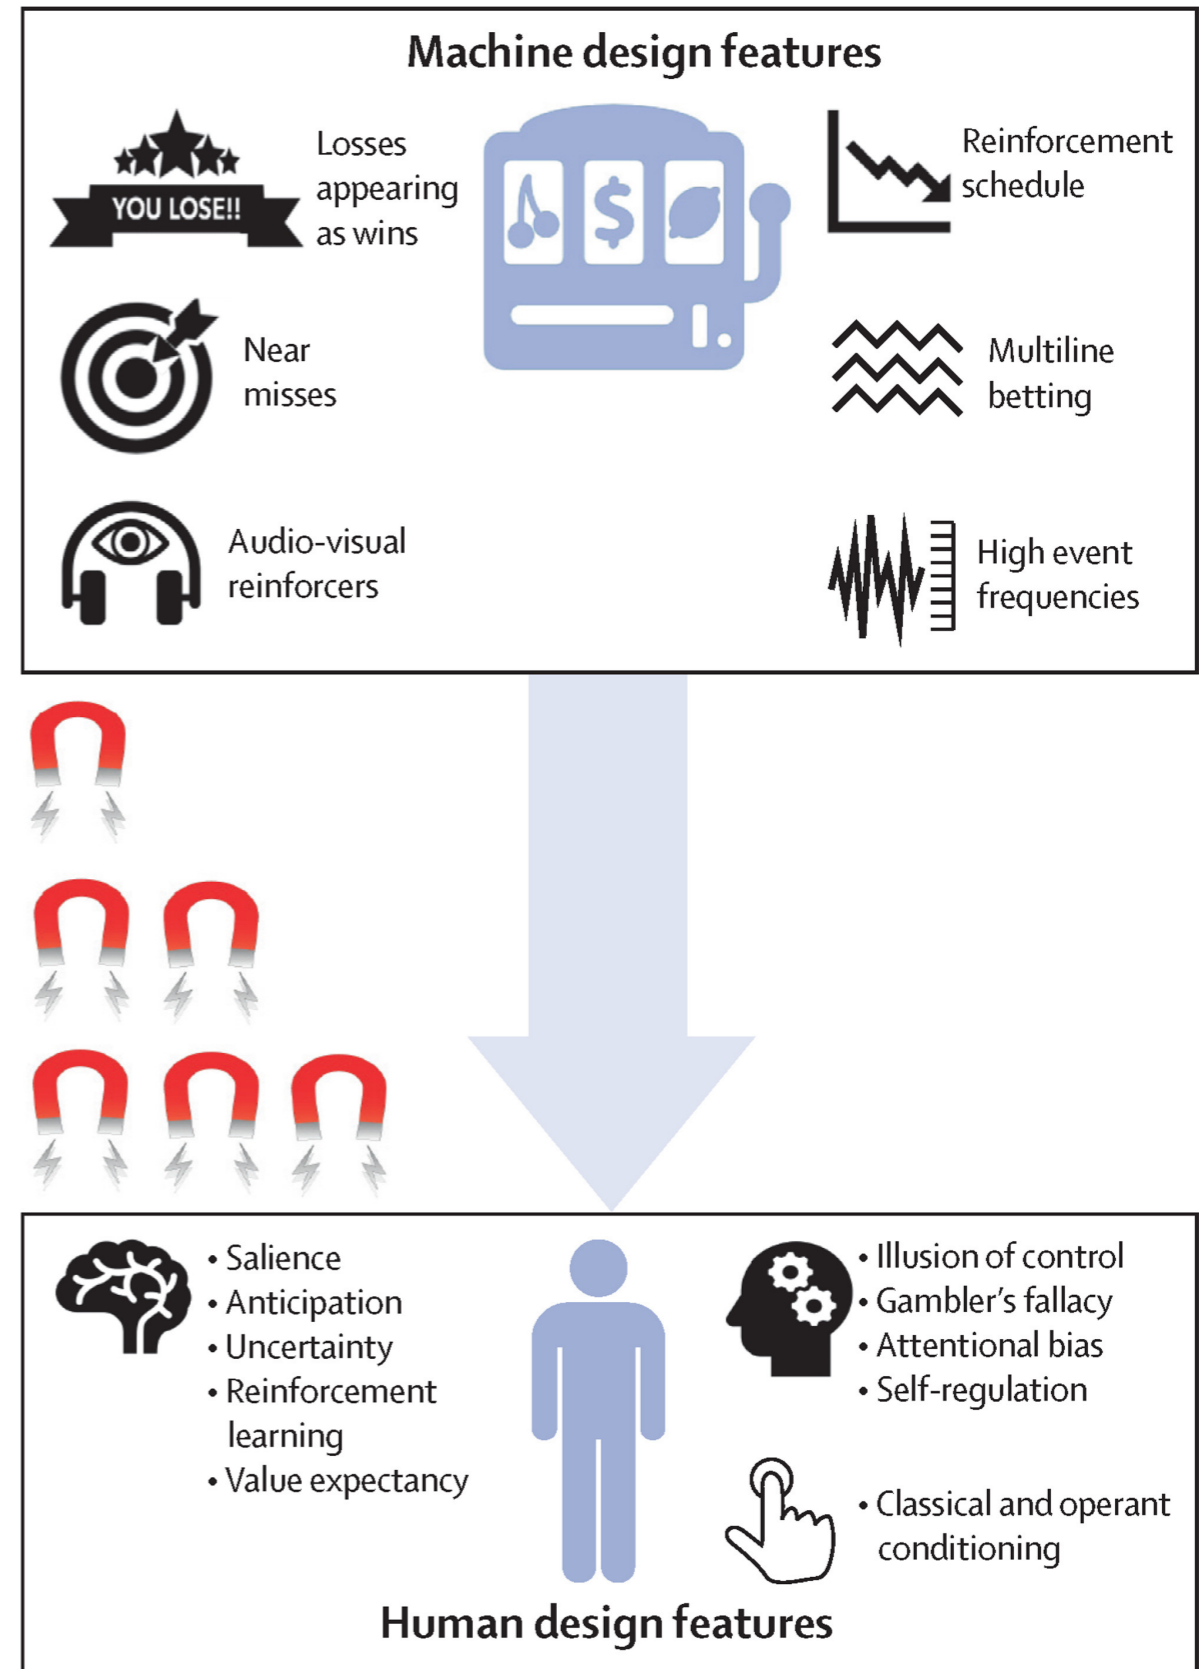 Machine design features
YOU LOSE!!
Losses
appearing
as wins
Near
misses
Audio-visual
reinforcers
$
Reinforcement
schedule
Multiline
betting
High event
frequencies
• Salience
• Anticipation
• Uncertainty
• Reinforcement
learning
• Value expectancy
• Illusion of control
• Gambler’s fallacy
• Attentional bias
• Self-regulation
• Classical and operant
conditioning
Human design features